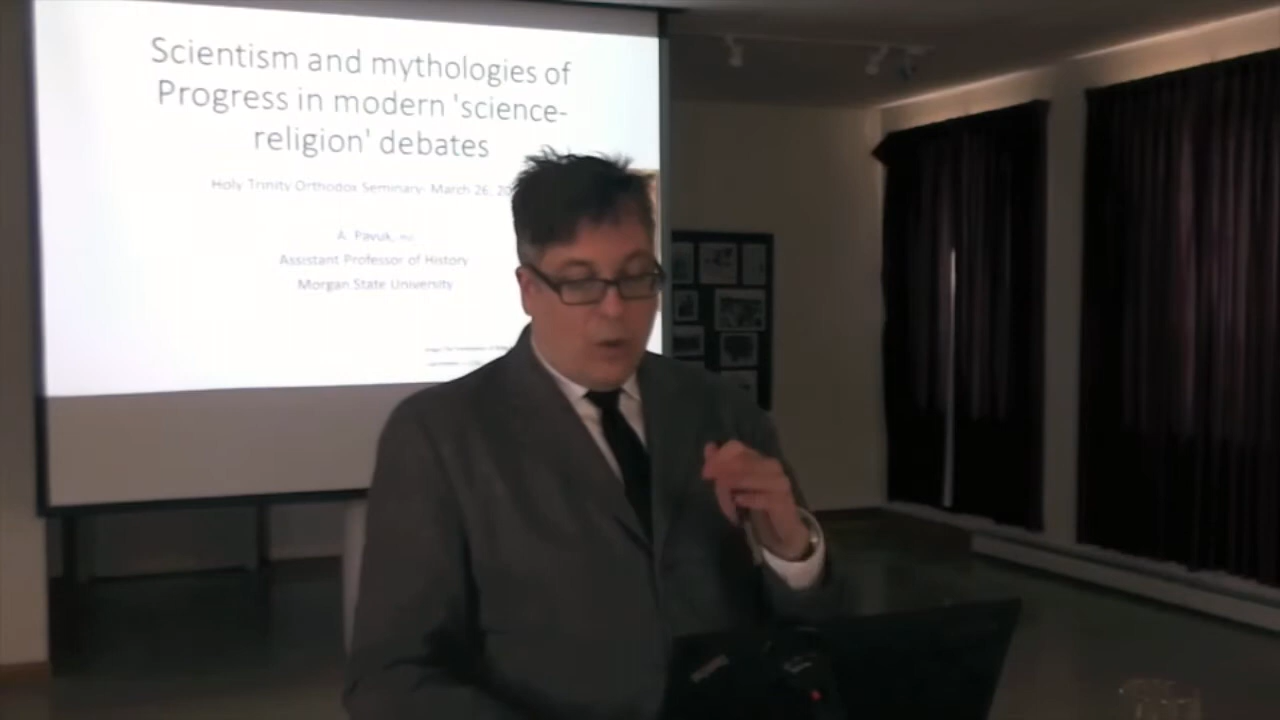 Scientism and mythologies of
Progress in modern 'science-
religion' debates
Holy Trinity Orthodox Seminary- March 26, 20
A. Pavuk,
Assistant Professor of History
Morgan State University